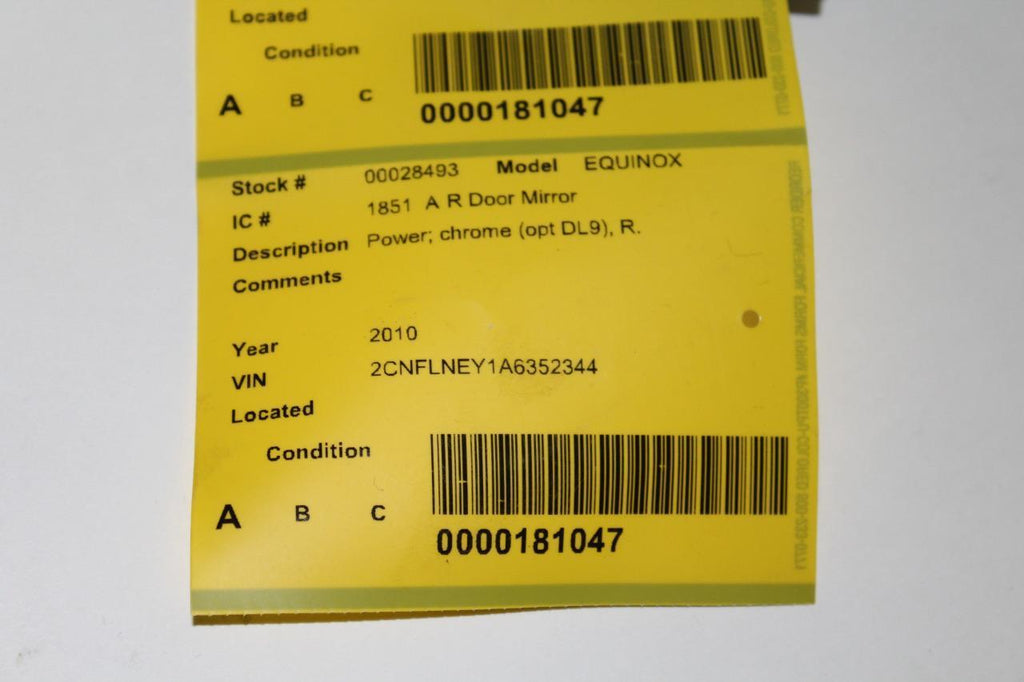 Located
Condition
A B C
0000181047
Stock # 00028493 Model EQUINOX
IC # 1851 A R Door Mirror
Description Power; chrome (opt DL9), R.
Comments
Year 2010
VIN 2CNFLNEY1A6352344
Located
Condition
A B C
0000181047